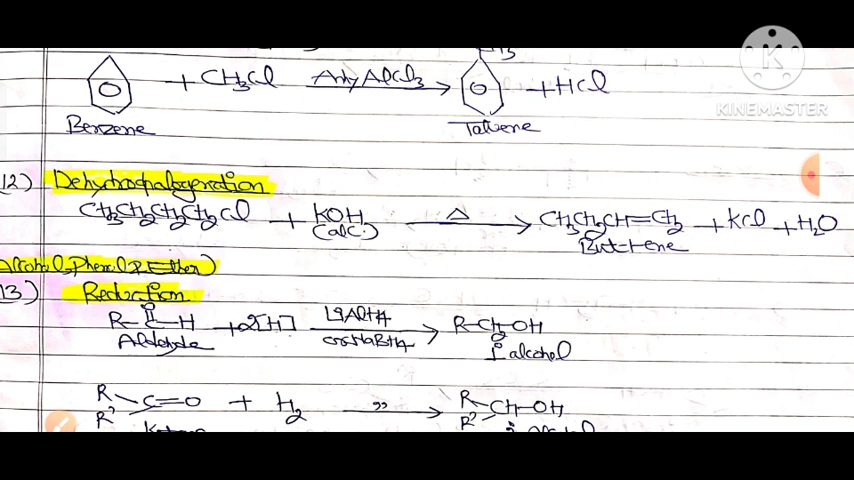 Benzene + CH3Cl Anhy AlCl3 → Toluene + HCl
K
KINEMASTER
12) Dehydrohalogenation
CH3CH2CH2CH2Cl + KOH (alc.) Δ → CH3CH2CH=CH2 + KCl + H2O
But-1-ene
Alcohol, Phenol & Ether)
13) Reduction
O
R-C-H + 2[H] LiAlH4 or NaBH4 → R-CH2-OH
Aldehyde 1° alcohol
R
R' C=O + H2 " → R R' CH-OH